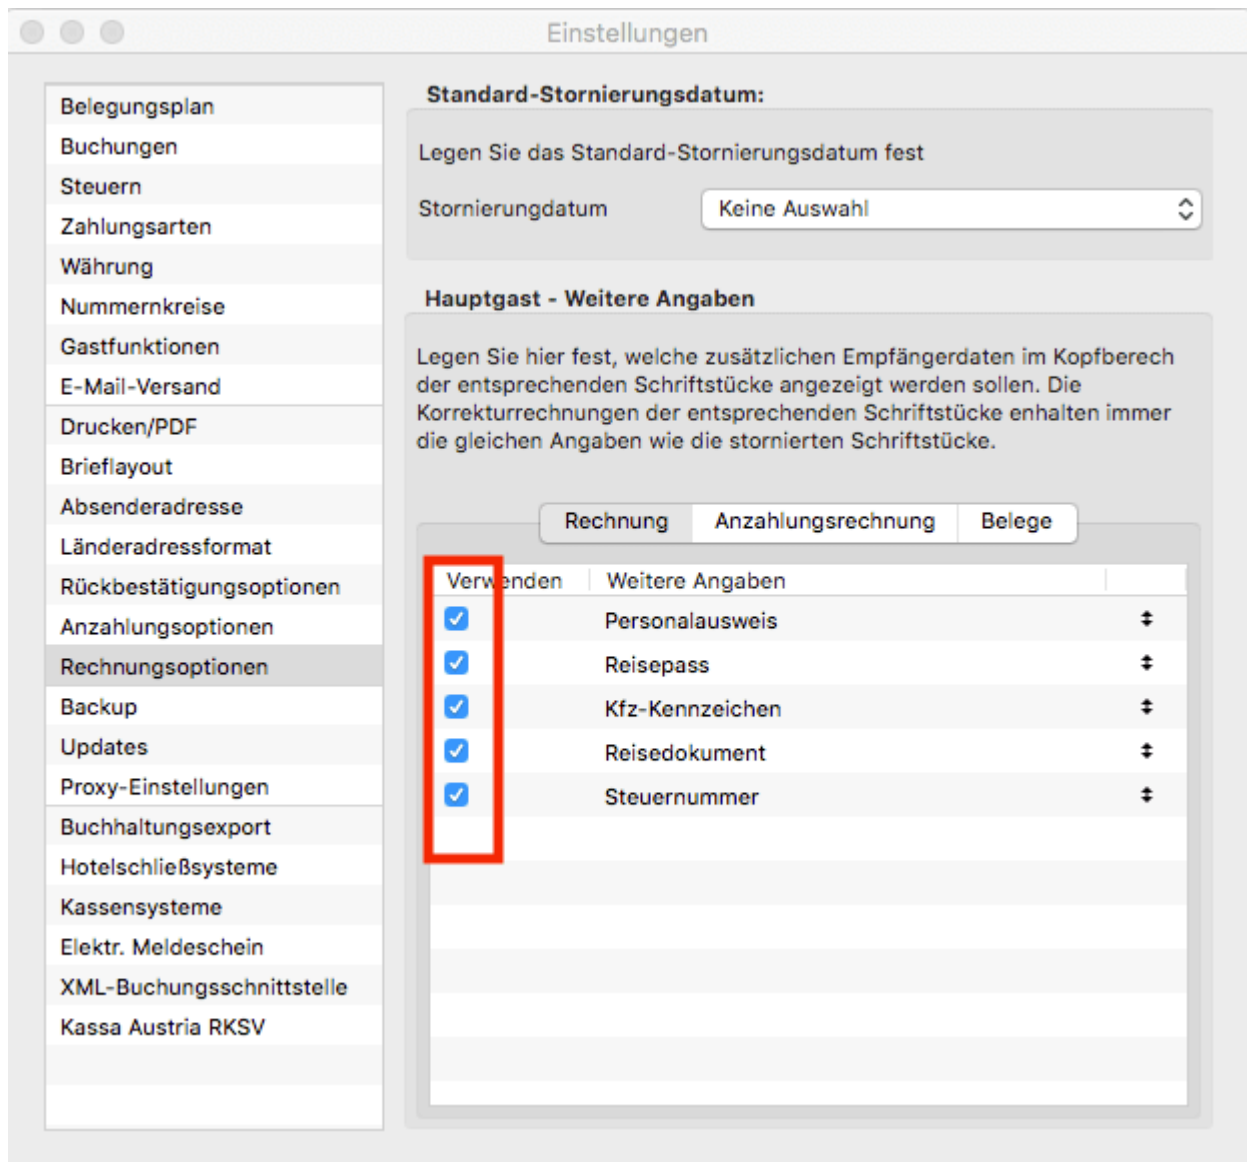 Einstellungen
Belegungsplan
Buchungen
Steuern
Zahlungsarten
Währung
Nummernkreise
Gastfunktionen
E-Mail-Versand
Drucken/PDF
Brieflayout
Absenderadresse
Länderadressformat
Rückbestätigungsoptionen
Anzahlungsoptionen
Rechnungsoptionen
Backup
Updates
Proxy-Einstellungen
Buchhaltungsexport
Hotelschließsysteme
Kassensysteme
Elektr. Meldeschein
XML-Buchungsschnittstelle
Kassa Austria RKSV
Standard-Stornierungsdatum:
Legen Sie das Standard-Stornierungsdatum fest
Stornierungdatum Keine Auswahl
Hauptgast - Weitere Angaben
Legen Sie hier fest, welche zusätzlichen Empfängerdaten im Kopfberech
der entsprechenden Schriftstücke angezeigt werden sollen. Die
Korrekturrechnungen der entsprechenden Schriftstücke enhalten immer
die gleichen Angaben wie die stornierten Schriftstücke.
Rechnung Anzahlungsrechnung Belege
Verwenden Weitere Angaben
Personalausweis
Reisepass
Kfz-Kennzeichen
Reisedokument
Steuernummer